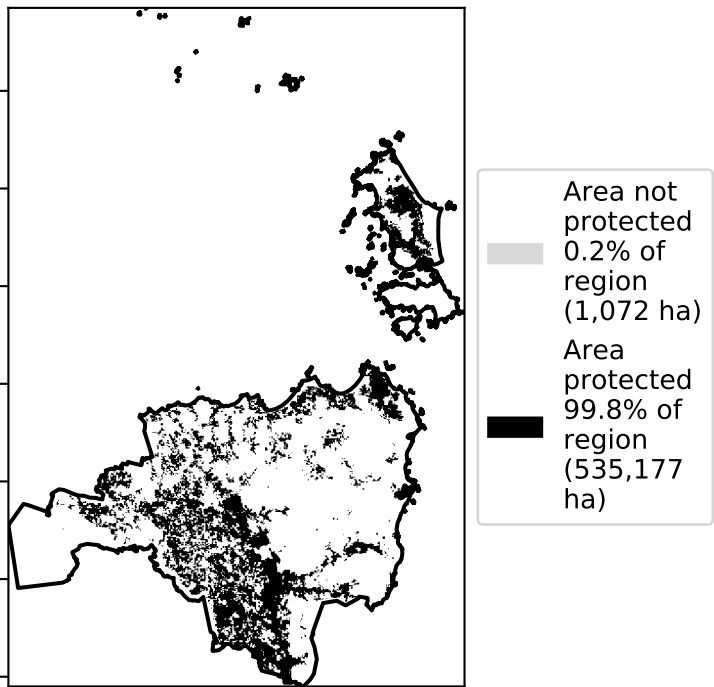 Area not
protected
0.2% of
region
(1,072 ha)
Area
protected
99.8% of
region
(535,177
ha)